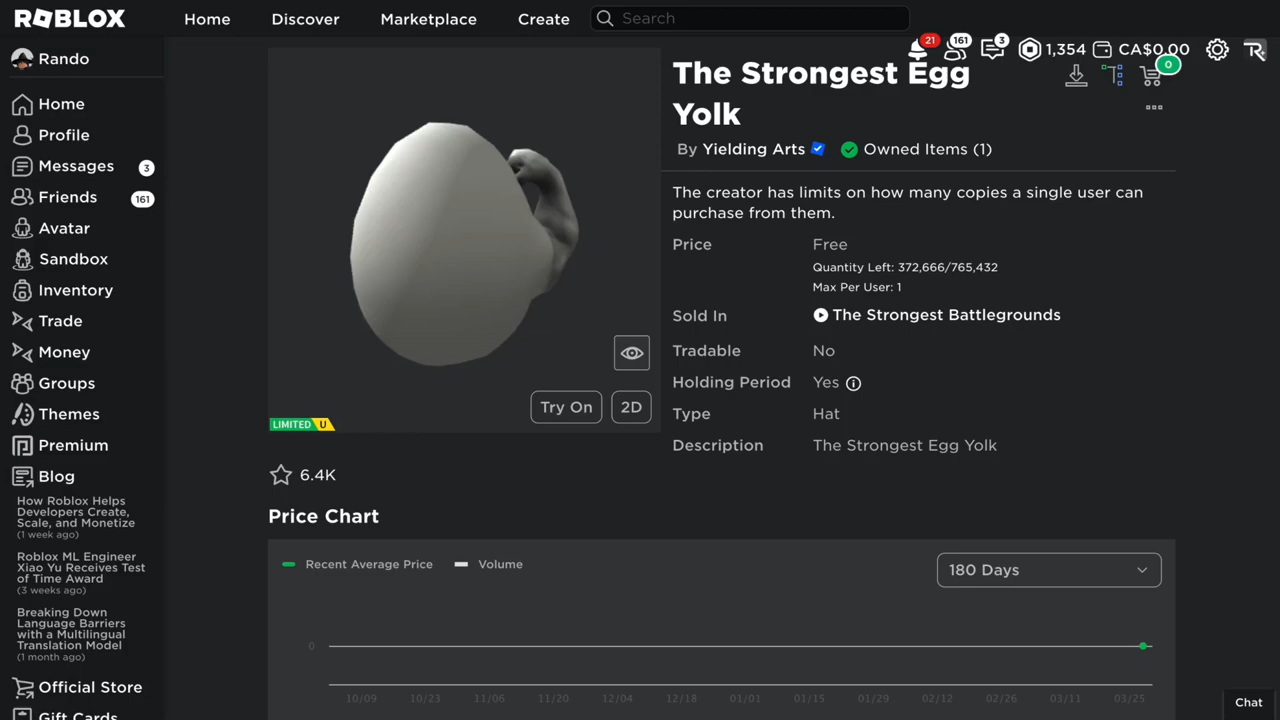 ROBLOX
Home
Discover
Marketplace
Create
Search
21
161
3
1,354
CA$0.00
0
Rando
Home
Profile
Messages
3
Friends
161
Avatar
Sandbox
Inventory
Trade
Money
Groups
Themes
Premium
Blog
How Roblox Helps
Developers Create,
Scale, and Monetize
(1 week ago)
Roblox ML Engineer
Xiao Yu Receives Test
of Time Award
(3 weeks ago)
Breaking Down
Language Barriers
with a Multilingual
Translation Model
(1 month ago)
Official Store
Gift Cards
Try On
2D
LIMITED U
6.4K
The Strongest Egg
Yolk
By Yielding Arts
Owned Items (1)
The creator has limits on how many copies a single user can
purchase from them.
Price
Free
Quantity Left: 372,666/765,432
Max Per User: 1
Sold In
The Strongest Battlegrounds
Tradable
No
Holding Period
Yes
Type
Hat
Description
The Strongest Egg Yolk
Price Chart
Recent Average Price
Volume
180 Days
0
10/09 10/23 11/06 11/20 12/04 12/18 01/01 01/15 01/29 02/12 02/26 03/11 03/25
Chat